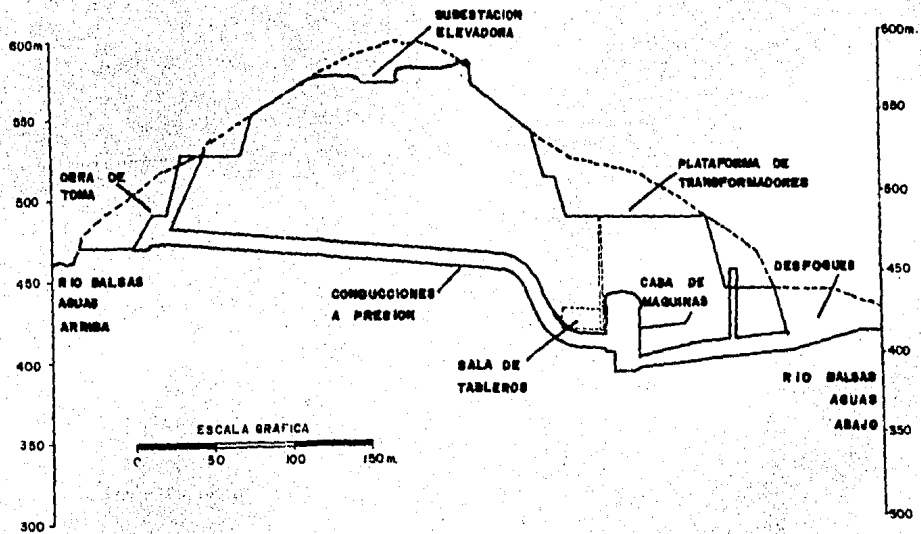 SUBESTACION
ELEVADORA
600m.
600m.
550
550
OBRA DE
TOMA
PLATAFORMA DE
TRANSFORMADORES
500
500
450
450
RIO BALSAS
AGUAS
ARRIBA
CONDUCCIONES
A PRESION
CASA DE
MAQUINAS
DESFOGUES
400
400
SALA DE
TABLEROS
RIO BALSAS
AGUAS
ABAJO
350
350
ESCALA GRAFICA
0
50
100
150 m.
300
300